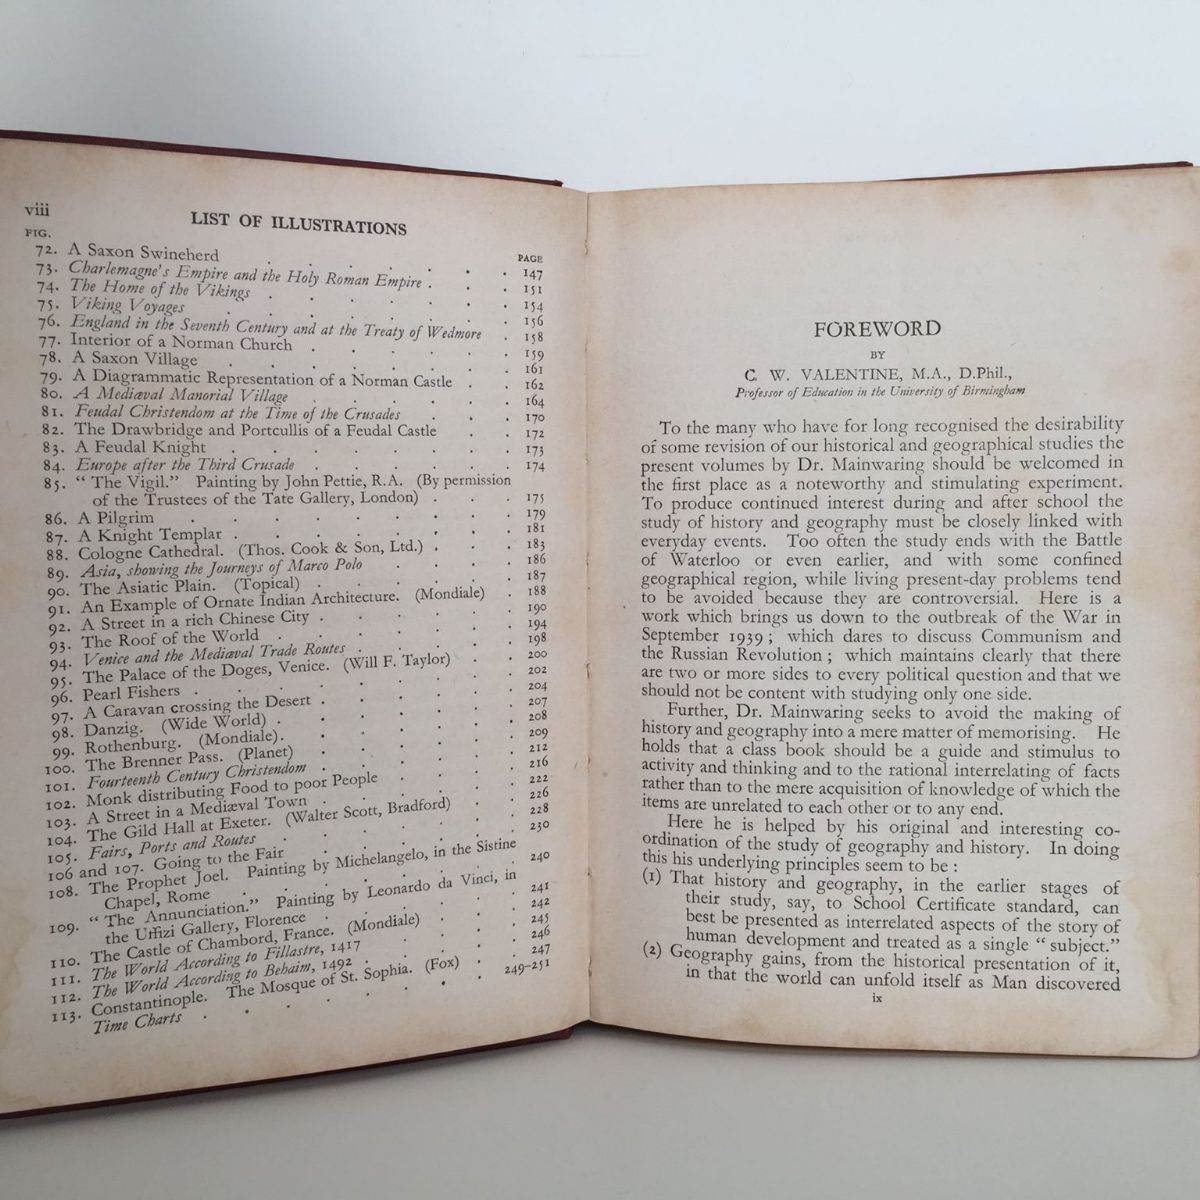 viii
LIST OF ILLUSTRATIONS
FIG. PAGE
72. A Saxon Swineherd . . . . . . . 147
73. Charlemagne's Empire and the Holy Roman Empire . . . 151
74. The Home of the Vikings . . . . . . 154
75. Viking Voyages . . . . . . . 156
76. England in the Seventh Century and at the Treaty of Wedmore . 158
77. Interior of a Norman Church . . . . . 159
78. A Saxon Village . . . . . . . 161
79. A Diagrammatic Representation of a Norman Castle . . 162
80. A Mediæval Manorial Village . . . . . 164
81. Feudal Christendom at the Time of the Crusades . . . 170
82. The Drawbridge and Portcullis of a Feudal Castle . . 172
83. A Feudal Knight . . . . . . . 173
84. Europe after the Third Crusade . . . . . 174
85. “ The Vigil.” Painting by John Pettie, R.A. (By permission
of the Trustees of the Tate Gallery, London) . . . 175
86. A Pilgrim . . . . . . . . 179
87. A Knight Templar . . . . . . . 181
88. Cologne Cathedral. (Thos. Cook & Son, Ltd.) . . . 183
89. Asia, showing the Journeys of Marco Polo . . . . 186
90. The Asiatic Plain. (Topical) . . . . . 187
91. An Example of Ornate Indian Architecture. (Mondiale) . 188
92. A Street in a rich Chinese City . . . . . 190
93. The Roof of the World . . . . . . 194
94. Venice and the Mediæval Trade Routes . . . . 198
95. The Palace of the Doges, Venice. (Will F. Taylor) . . 200
96. Pearl Fishers . . . . . . . 202
97. A Caravan crossing the Desert . . . . . 204
98. Danzig. (Wide World) . . . . . . 207
99. Rothenburg. (Mondiale). . . . . . 208
100. The Brenner Pass. (Planet) . . . . . 209
101. Fourteenth Century Christendom . . . . . 212
102. Monk distributing Food to poor People . . . . 216
103. A Street in a Mediæval Town . . . . . 222
104. The Gild Hall at Exeter. (Walter Scott, Bradford) . . 226
105. Fairs, Ports and Routes . . . . . . 228
106 and 107. Going to the Fair . . . . . 230
108. The Prophet Joel. Painting by Michelangelo, in the Sistine
Chapel, Rome . . . . . . . 240
109. “ The Annunciation.” Painting by Leonardo da Vinci, in
the Uffizi Gallery, Florence . . . . . 241
110. The Castle of Chambord, France. (Mondiale) . . . 242
111. The World According to Fillastre, 1417 . . . . 245
112. The World According to Behaim, 1492 . . . . 246
113. Constantinople. The Mosque of St. Sophia. (Fox) . . 247
Time Charts . . . . . . . 249-251
FOREWORD
BY
C. W. VALENTINE, M.A., D.Phil.,
Professor of Education in the University of Birmingham
To the many who have for long recognised the desirability
of some revision of our historical and geographical studies the
present volumes by Dr. Mainwaring should be welcomed in
the first place as a noteworthy and stimulating experiment.
To produce continued interest during and after school the
study of history and geography must be closely linked with
everyday events. Too often the study ends with the Battle
of Waterloo or even earlier, and with some confined
geographical region, while living present-day problems tend
to be avoided because they are controversial. Here is a
work which brings us down to the outbreak of the War in
September 1939 ; which dares to discuss Communism and
the Russian Revolution ; which maintains clearly that there
are two or more sides to every political question and that we
should not be content with studying only one side.
Further, Dr. Mainwaring seeks to avoid the making of
history and geography into a mere matter of memorising. He
holds that a class book should be a guide and stimulus to
activity and thinking and to the rational interrelating of facts
rather than to the mere acquisition of knowledge of which the
items are unrelated to each other or to any end.
Here he is helped by his original and interesting co-
ordination of the study of geography and history. In doing
this his underlying principles seem to be :
(1) That history and geography, in the earlier stages of
their study, say, to School Certificate standard, can
best be presented as interrelated aspects of the story of
human development and treated as a single “ subject.”
(2) Geography gains, from the historical presentation of it,
in that the world can unfold itself as Man discovered
ix